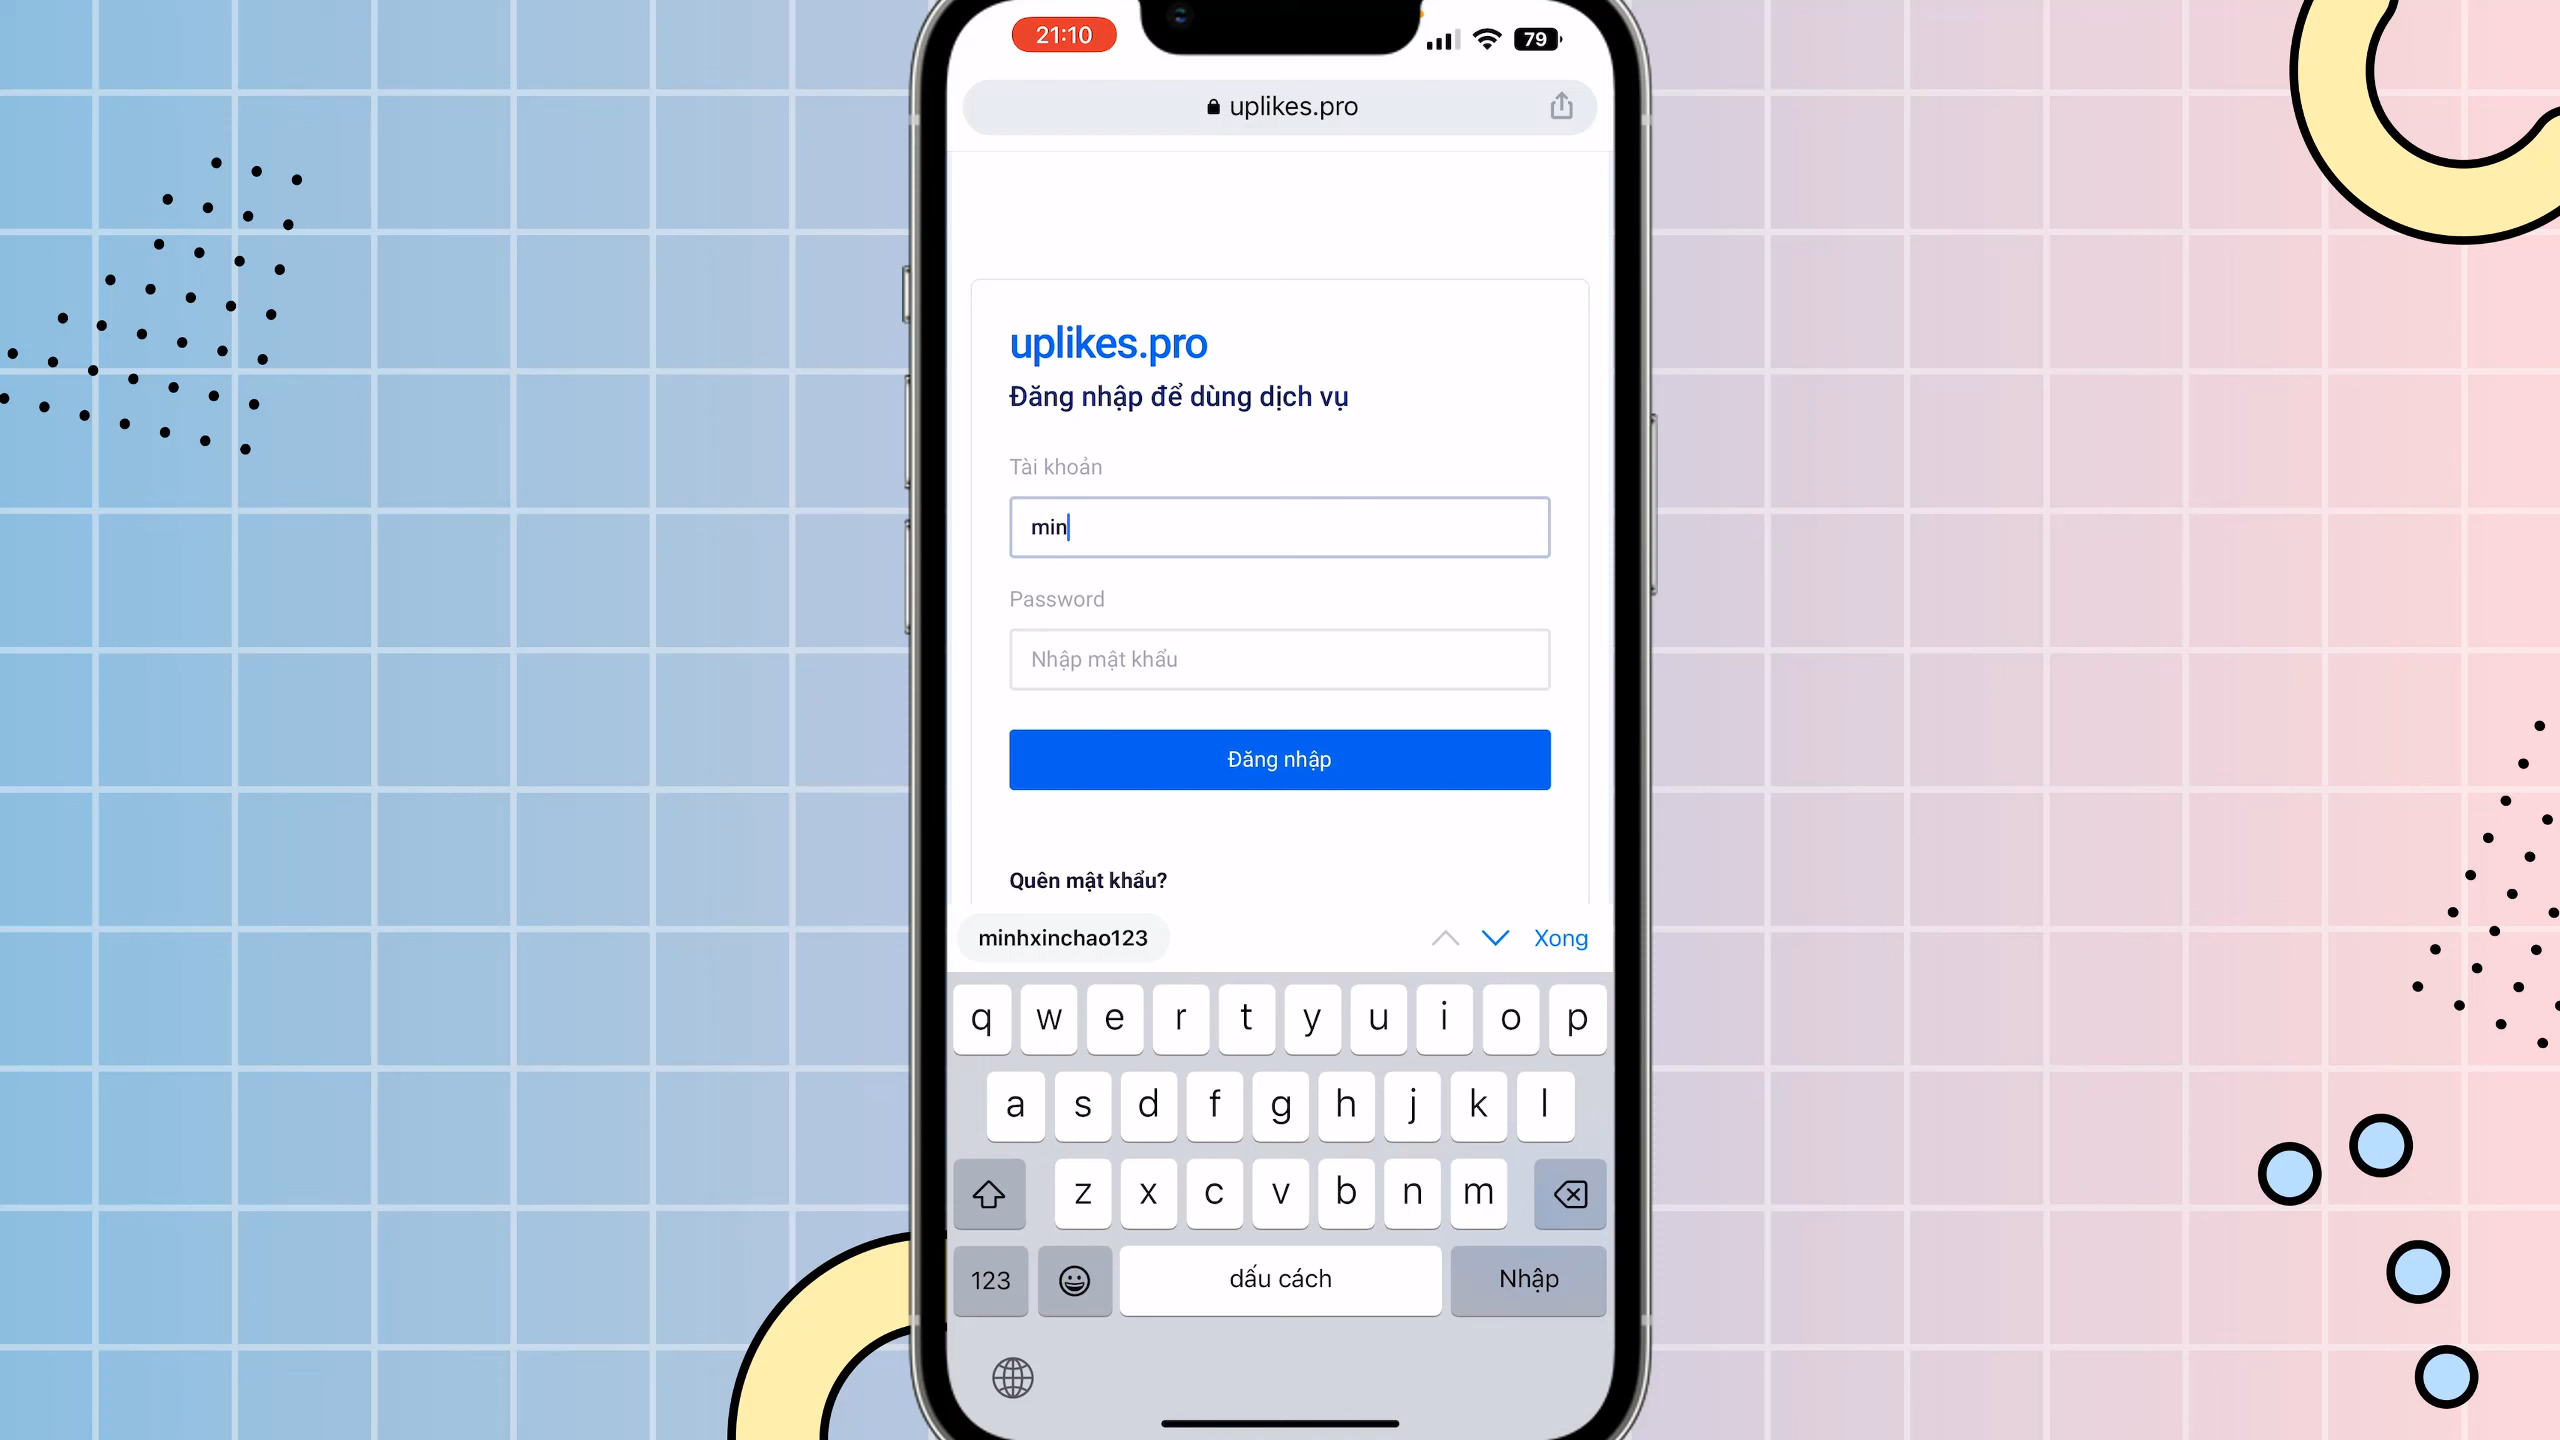 21:10
79
uplikes.pro
uplikes.pro
Đăng nhập để dùng dịch vụ
Tài khoản
min
Password
Nhập mật khẩu
Đăng nhập
Quên mật khẩu?
minhxinchao123 Xong
q w e r t y u i o p
a s d f g h j k l
z x c v b n m
123 dấu cách Nhập